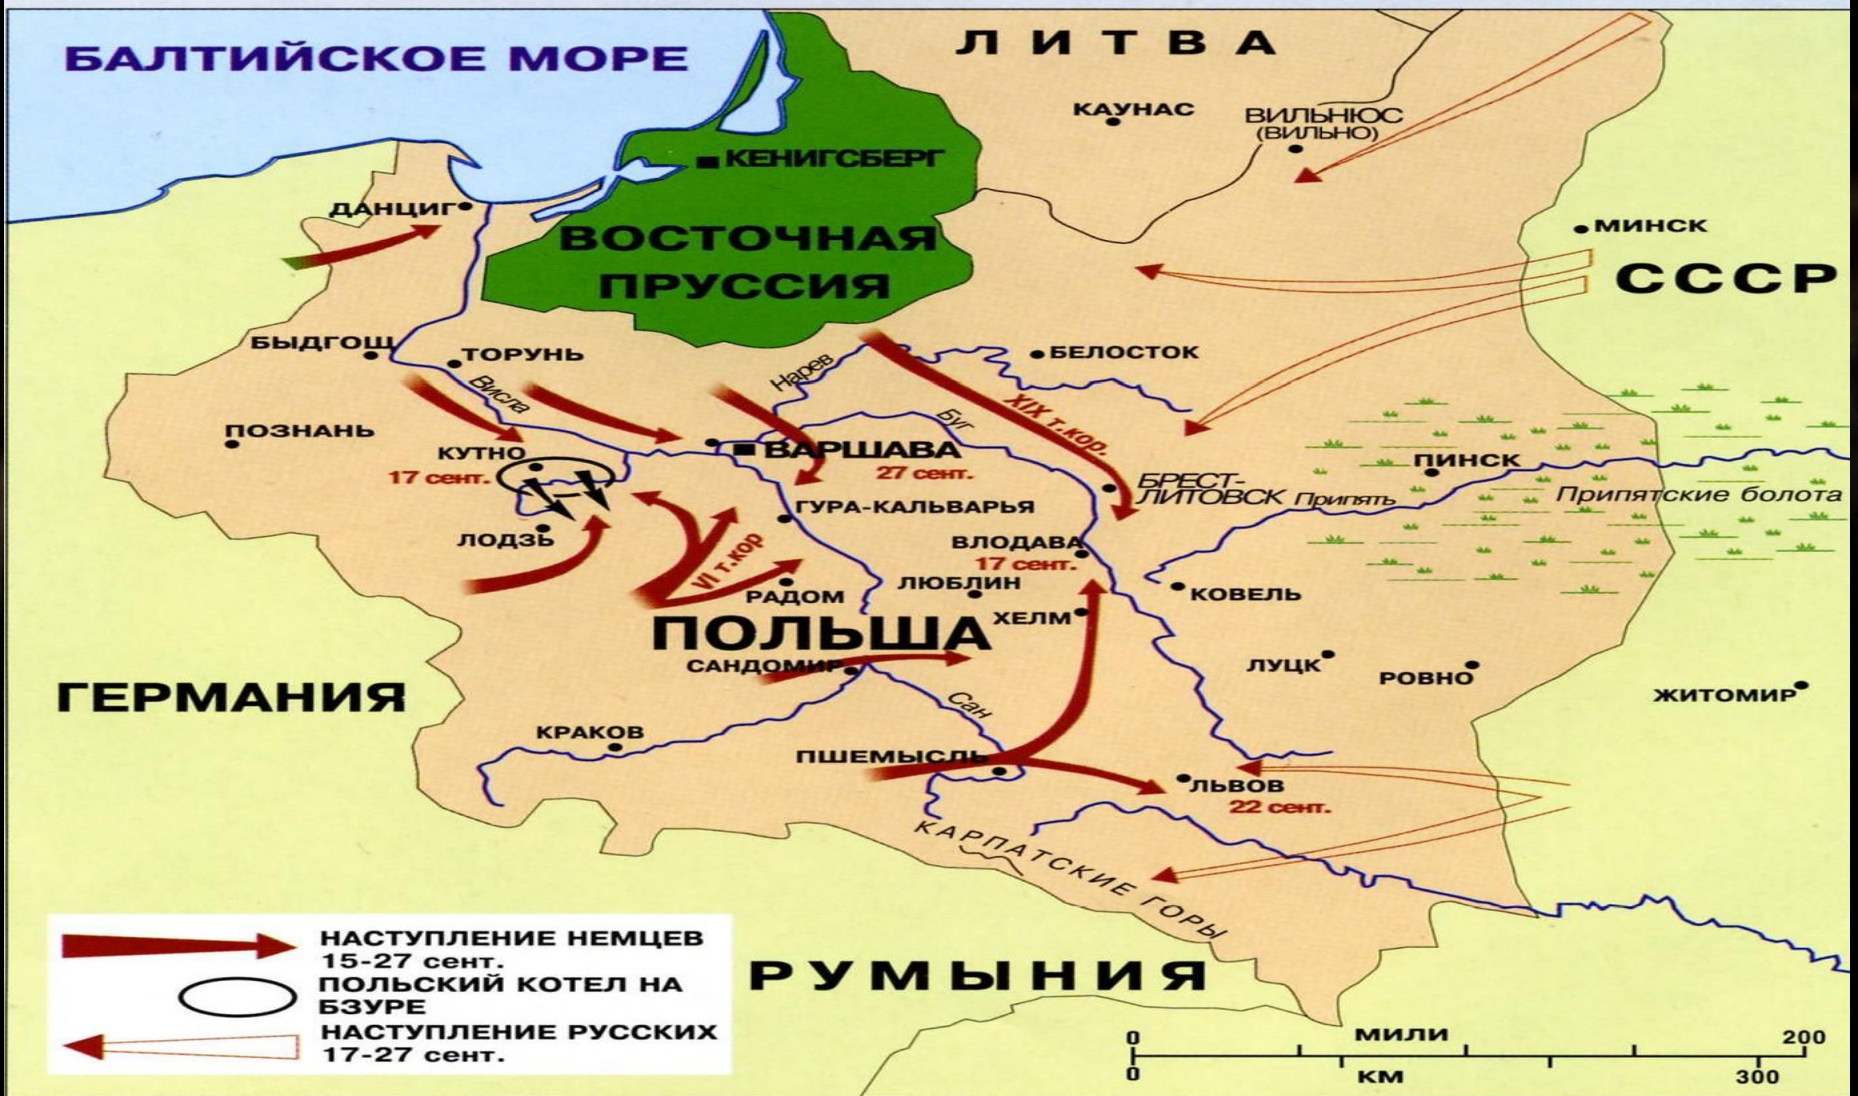 БАЛТИЙСКОЕ МОРЕ
ЛИТВА
КАУНАС
ВИЛЬНЮС
(ВИЛЬНО)
КЕНИГСБЕРГ
ДАНЦИГ
ВОСТОЧНАЯ
ПРУССИЯ
МИНСК
СССР
БЫДГОЩ
ТОРУНЬ
Висла
Нарев
БЕЛОСТОК
Буг
XIX т.кор.
ПОЗНАНЬ
КУТНО
17 сент.
ВАРШАВА
27 сент.
ПИНСК
БРЕСТ-
ЛИТОВСК
Припять
Припятские болота
ГУРА-КАЛЬВАРЬЯ
ЛОДЗЬ
ВЛОДАВА
17 сент.
VI т.кор
РАДОМ
ЛЮБЛИН
КОВЕЛЬ
ХЕЛМ
ПОЛЬША
САНДОМИР
ЛУЦК
РОВНО
ЖИТОМИР
ГЕРМАНИЯ
Сан
КРАКОВ
ПШЕМЫСЛЬ
ЛЬВОВ
22 сент.
КАРПАТСКИЕ ГОРЫ
РУМЫНИЯ
НАСТУПЛЕНИЕ НЕМЦЕВ
15-27 сент.
ПОЛЬСКИЙ КОТЕЛ НА
БЗУРЕ
НАСТУПЛЕНИЕ РУССКИХ
17-27 сент.
0 МИЛИ 200
0 КМ 300